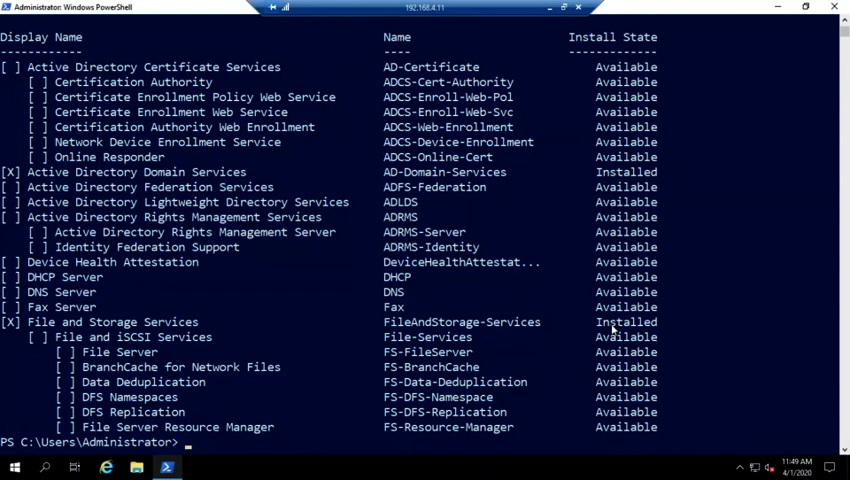 Administrator: Windows PowerShell
192.168.4.11
Display Name Name Install State
------------ ---- -------------
[ ] Active Directory Certificate Services AD-Certificate Available
[ ] Certification Authority ADCS-Cert-Authority Available
[ ] Certificate Enrollment Policy Web Service ADCS-Enroll-Web-Pol Available
[ ] Certificate Enrollment Web Service ADCS-Enroll-Web-Svc Available
[ ] Certification Authority Web Enrollment ADCS-Web-Enrollment Available
[ ] Network Device Enrollment Service ADCS-Device-Enrollment Available
[ ] Online Responder ADCS-Online-Cert Available
[X] Active Directory Domain Services AD-Domain-Services Installed
[ ] Active Directory Federation Services ADFS-Federation Available
[ ] Active Directory Lightweight Directory Services ADLDS Available
[ ] Active Directory Rights Management Services ADRMS Available
[ ] Active Directory Rights Management Server ADRMS-Server Available
[ ] Identity Federation Support ADRMS-Identity Available
[ ] Device Health Attestation DeviceHealthAttestat... Available
[ ] DHCP Server DHCP Available
[ ] DNS Server DNS Available
[ ] Fax Server Fax Available
[X] File and Storage Services FileAndStorage-Services Installed
[ ] File and iSCSI Services File-Services Available
[ ] File Server FS-FileServer Available
[ ] BranchCache for Network Files FS-BranchCache Available
[ ] Data Deduplication FS-Data-Deduplication Available
[ ] DFS Namespaces FS-DFS-Namespace Available
[ ] DFS Replication FS-DFS-Replication Available
[ ] File Server Resource Manager FS-Resource-Manager Available
PS C:\Users\Administrator> _
11:49 AM
4/1/2020